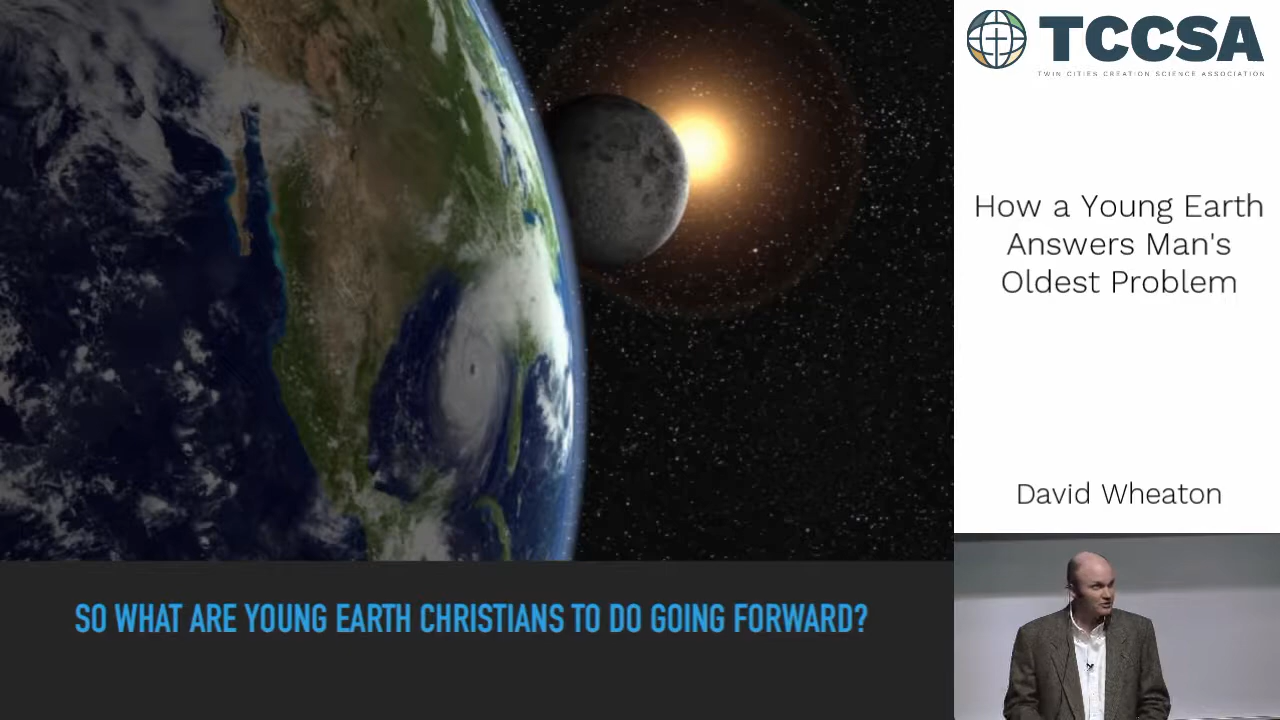 TCCSA
TWIN CITIES CREATION SCIENCE ASSOCIATION
How a Young Earth
Answers Man's
Oldest Problem
David Wheaton
SO WHAT ARE YOUNG EARTH CHRISTIANS TO DO GOING FORWARD?